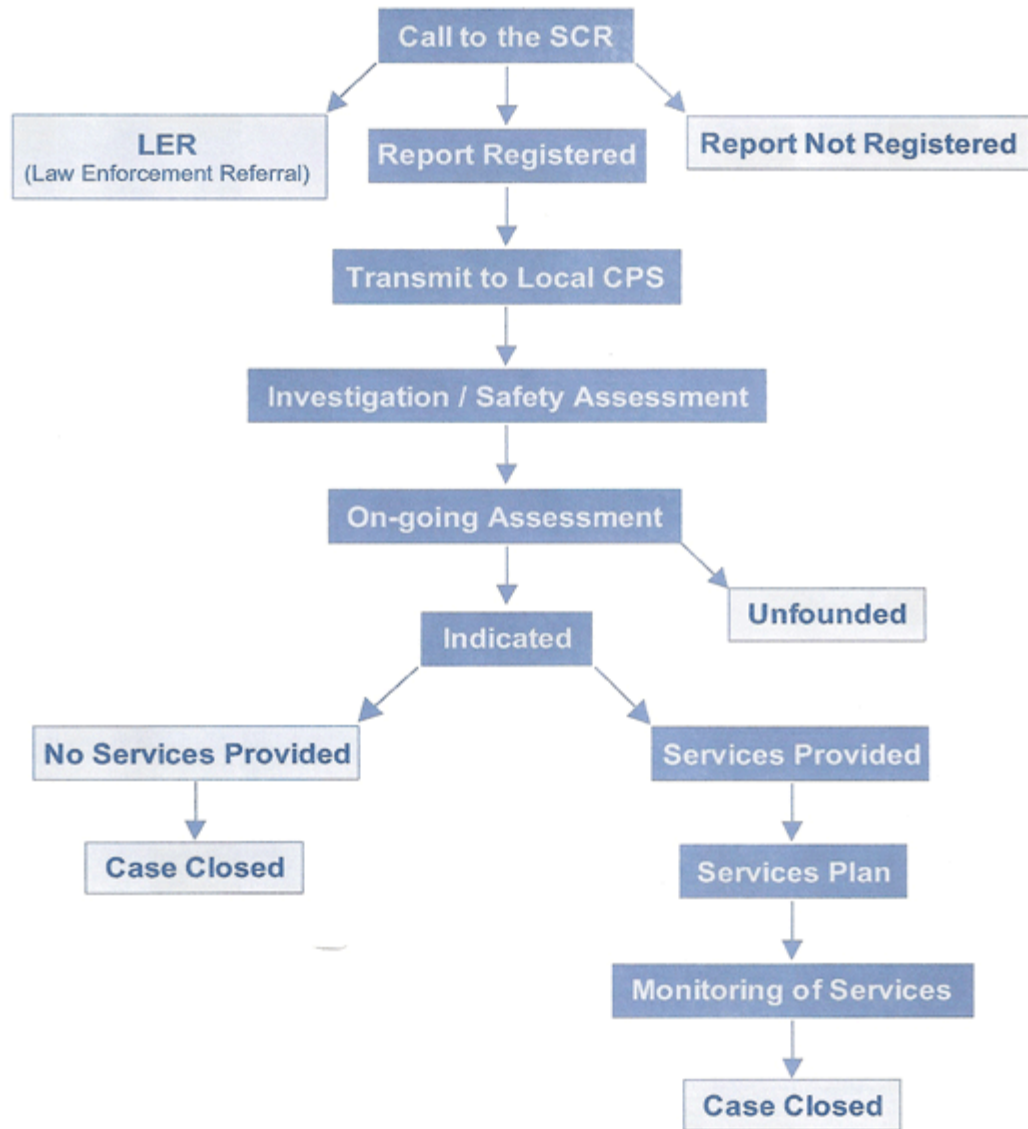 Call to the SCR
LER
(Law Enforcement Referral)
Report Registered
Report Not Registered
Transmit to Local CPS
Investigation / Safety Assessment
On-going Assessment
Unfounded
Indicated
No Services Provided
Services Provided
Case Closed
Services Plan
Monitoring of Services
Case Closed